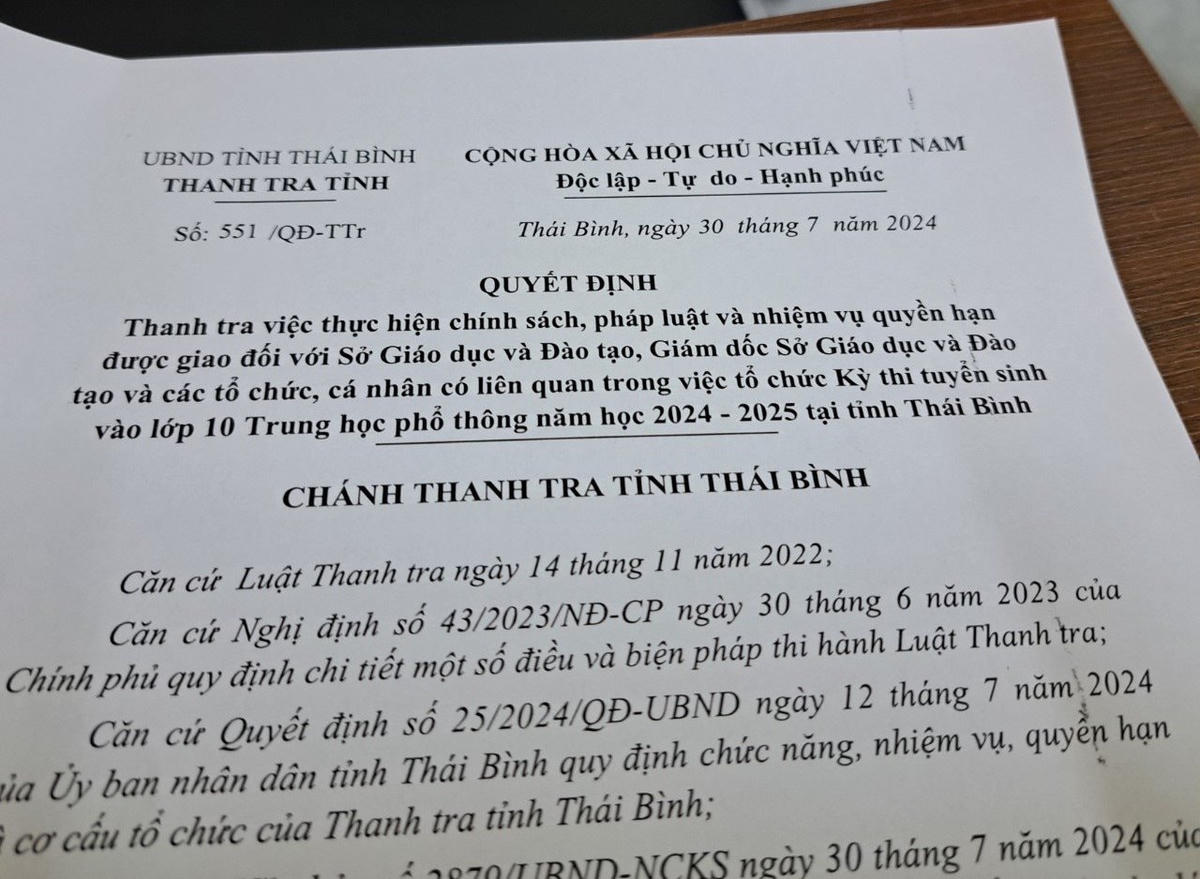 UBND TỈNH THÁI BÌNH
THANH TRA TỈNH
Số: 551 /QĐ-TTr
CỘNG HÒA XÃ HỘI CHỦ NGHĨA VIỆT NAM
Độc lập - Tự do - Hạnh phúc
Thái Bình, ngày 30 tháng 7 năm 2024
QUYẾT ĐỊNH
Thanh tra việc thực hiện chính sách, pháp luật và nhiệm vụ quyền hạn
được giao đối với Sở Giáo dục và Đào tạo, Giám dốc Sở Giáo dục và Đào
tạo và các tổ chức, cá nhân có liên quan trong việc tổ chức Kỳ thi tuyển sinh
vào lớp 10 Trung học phổ thông năm học 2024 - 2025 tại tỉnh Thái Bình
CHÁNH THANH TRA TỈNH THÁI BÌNH
Căn cứ Luật Thanh tra ngày 14 tháng 11 năm 2022;
Căn cứ Nghị định số 43/2023/NĐ-CP ngày 30 tháng 6 năm 2023 của
Chính phủ quy định chi tiết một số điều và biện pháp thi hành Luật Thanh tra;
Căn cứ Quyết định số 25/2024/QĐ-UBND ngày 12 tháng 7 năm 2024
của Ủy ban nhân dân tỉnh Thái Bình quy định chức năng, nhiệm vụ, quyền hạn
cơ cấu tổ chức của Thanh tra tỉnh Thái Bình;
số 2870/UBND-NCKS ngày 30 tháng 7 năm 2024 của